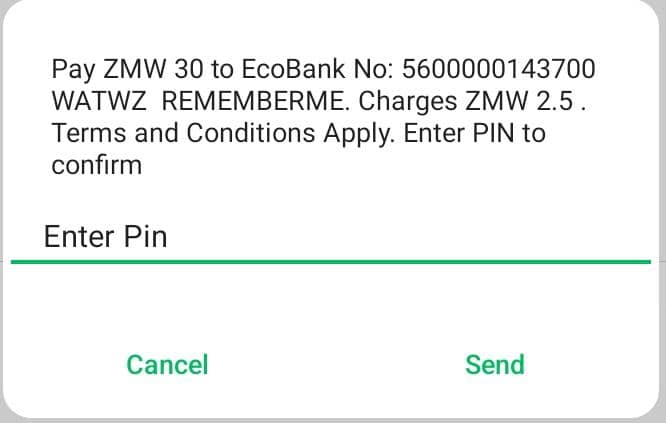 Pay ZMW 30 to EcoBank No: 5600000143700
WATWZ  REMEMBERME. Charges ZMW 2.5 .
Terms and Conditions Apply. Enter PIN to
confirm
Enter Pin
Cancel
Send